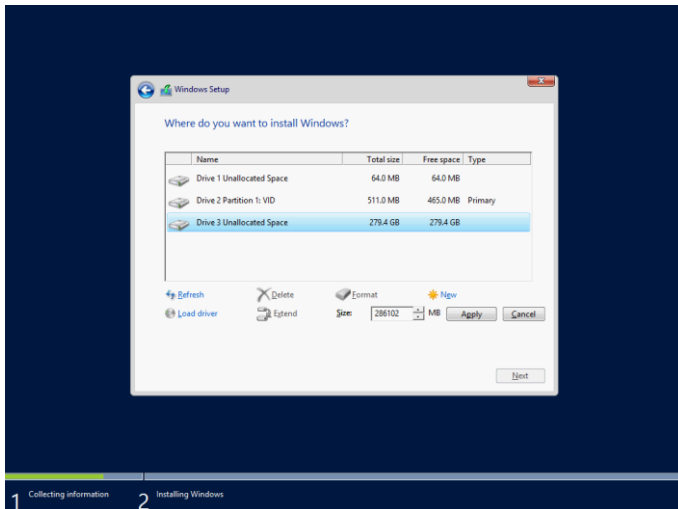 Windows Setup
Where do you want to install Windows?
Name Total size Free space Type
Drive 1 Unallocated Space 64.0 MB 64.0 MB
Drive 2 Partition 1: VID 511.0 MB 465.0 MB Primary
Drive 3 Unallocated Space 279.4 GB 279.4 GB
Refresh Delete Format New
Load driver Extend Size: 286102 MB Apply Cancel
Next
1 Collecting information 2 Installing Windows